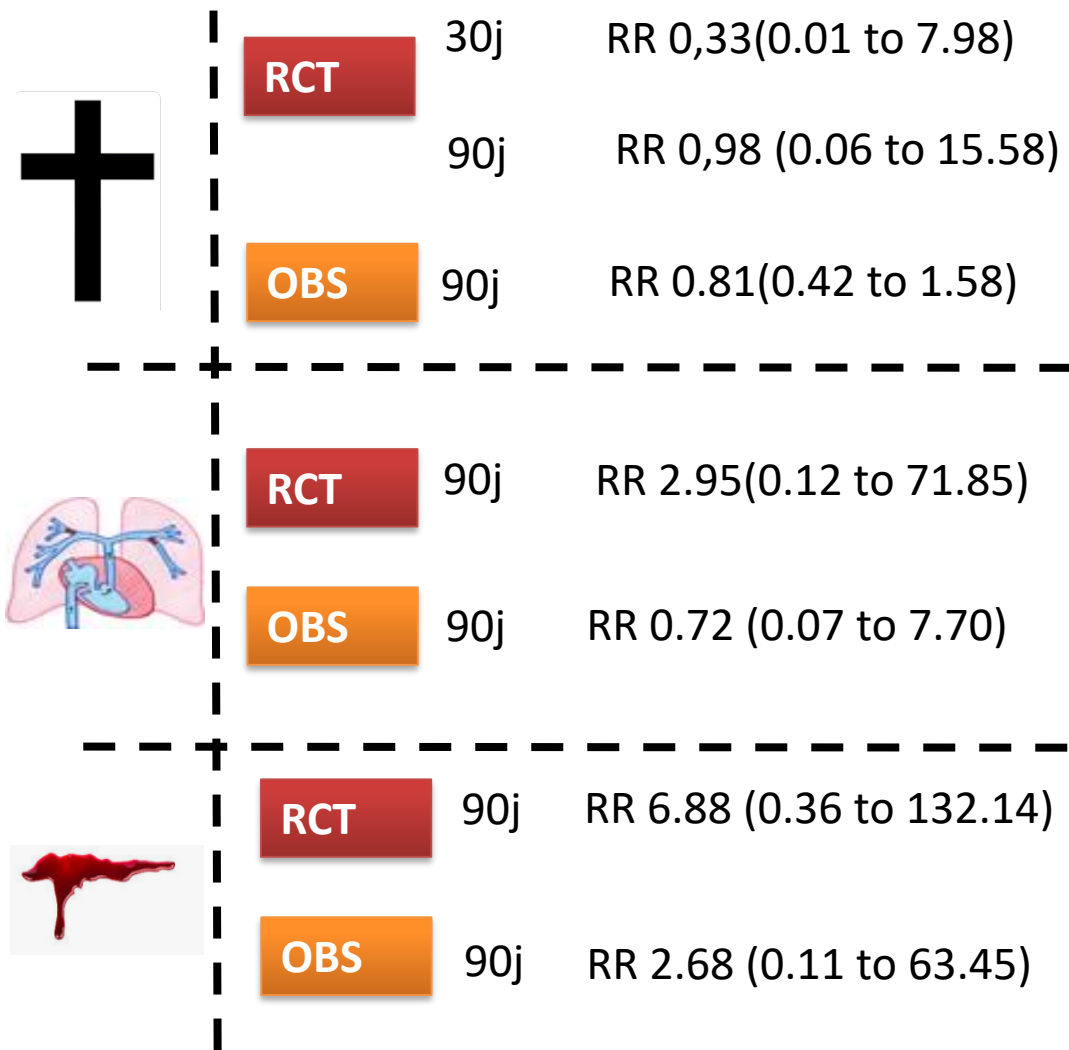 30j RR 0,33(0.01 to 7.98)
RCT
90j RR 0,98 (0.06 to 15.58)
OBS 90j RR 0.81(0.42 to 1.58)
RCT 90j RR 2.95(0.12 to 71.85)
OBS 90j RR 0.72 (0.07 to 7.70)
RCT 90j RR 6.88 (0.36 to 132.14)
OBS 90j RR 2.68 (0.11 to 63.45)